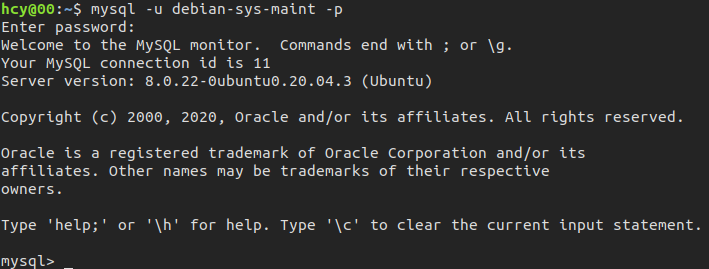 hcy@00:~$ mysql -u debian-sys-maint -p
Enter password:
Welcome to the MySQL monitor.  Commands end with ; or \g.
Your MySQL connection id is 11
Server version: 8.0.22-0ubuntu0.20.04.3 (Ubuntu)
Copyright (c) 2000, 2020, Oracle and/or its affiliates. All rights reserved.
Oracle is a registered trademark of Oracle Corporation and/or its
affiliates. Other names may be trademarks of their respective
owners.
Type 'help;' or '\h' for help. Type '\c' to clear the current input statement.
mysql> _